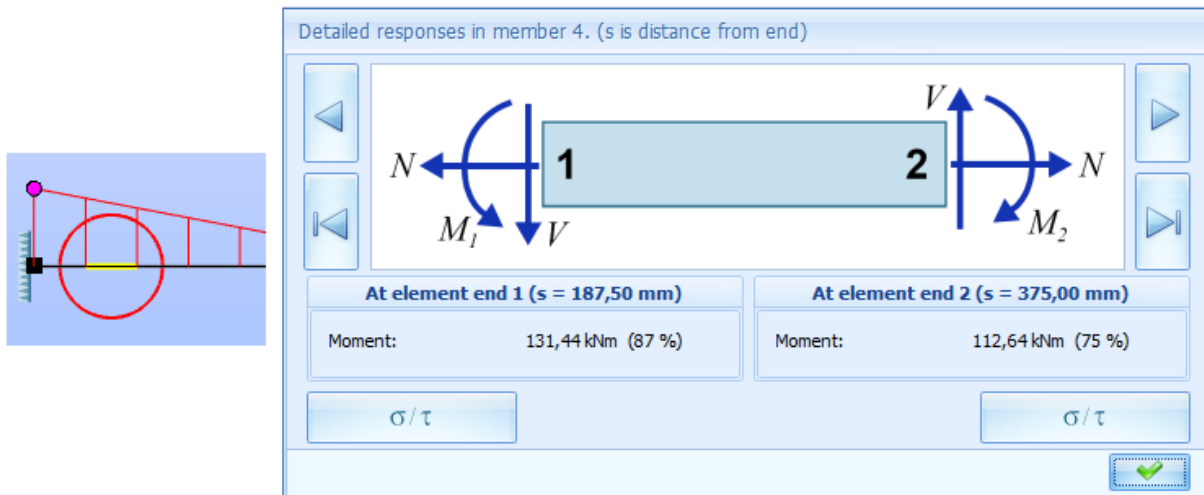 Detailed responses in member 4. (s is distance from end)
N 1 2 V N
M₁ V M₂
At element end 1 (s = 187,50 mm) At element end 2 (s = 375,00 mm)
Moment: 131,44 kNm (87 %) Moment: 112,64 kNm (75 %)
σ/τ σ/τ